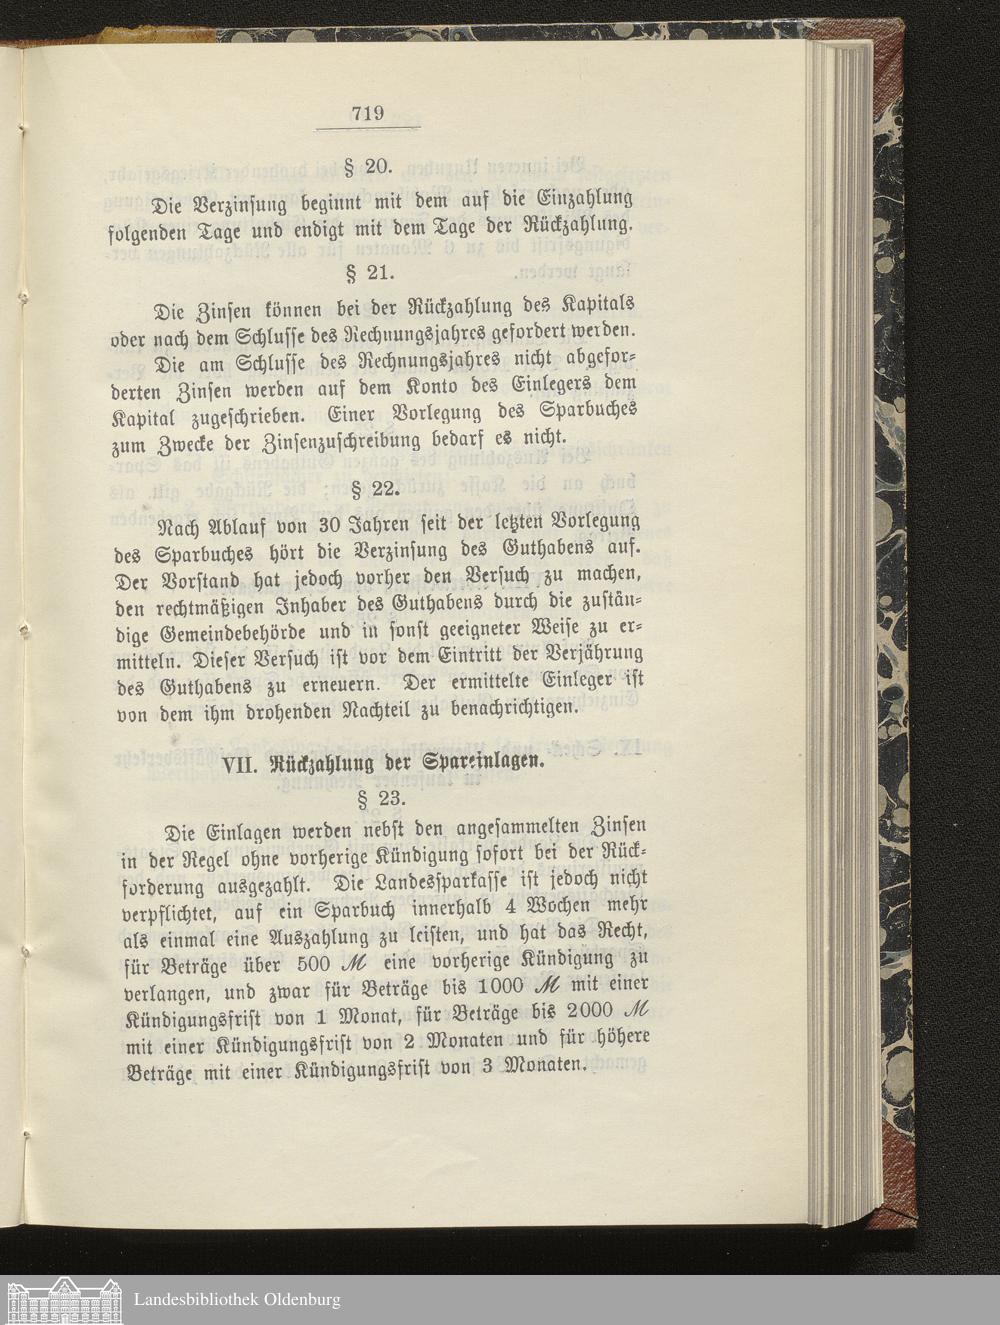 719
§ 20.
Die Verzinsung beginnt mit dem auf die Einzahlung
folgenden Tage und endigt mit dem Tage der Rückzahlung.
§ 21.
Die Zinsen können bei der Rückzahlung des Kapitals
oder nach dem Schlusse des Rechnungsjahres gefordert werden.
Die am Schlusse des Rechnungsjahres nicht abgefor-
derten Zinsen werden auf dem Konto des Einlegers dem
Kapital zugeschrieben. Einer Vorlegung des Sparbuches
zum Zwecke der Zinsenzuschreibung bedarf es nicht.
§ 22.
Nach Ablauf von 30 Jahren seit der letzten Vorlegung
des Sparbuches hört die Verzinsung des Guthabens auf.
Der Vorstand hat jedoch vorher den Versuch zu machen,
den rechtmäßigen Inhaber des Guthabens durch die zustän-
dige Gemeindebehörde und in sonst geeigneter Weise zu er-
mitteln. Dieser Versuch ist vor dem Eintritt der Verjährung
des Guthabens zu erneuern. Der ermittelte Einleger ist
von dem ihm drohenden Nachteil zu benachrichtigen.
VII. Rückzahlung der Spareinlagen.
§ 23.
Die Einlagen werden nebst den angesammelten Zinsen
in der Regel ohne vorherige Kündigung sofort bei der Rück-
forderung ausgezahlt. Die Landessparkasse ist jedoch nicht
verpflichtet, auf ein Sparbuch innerhalb 4 Wochen mehr
als einmal eine Auszahlung zu leisten, und hat das Recht,
für Beträge über 500 ℳ eine vorherige Kündigung zu
verlangen, und zwar für Beträge bis 1000 ℳ mit einer
Kündigungsfrist von 1 Monat, für Beträge bis 2000 ℳ
mit einer Kündigungsfrist von 2 Monaten und für höhere
Beträge mit einer Kündigungsfrist von 3 Monaten.
Landesbibliothek Oldenburg